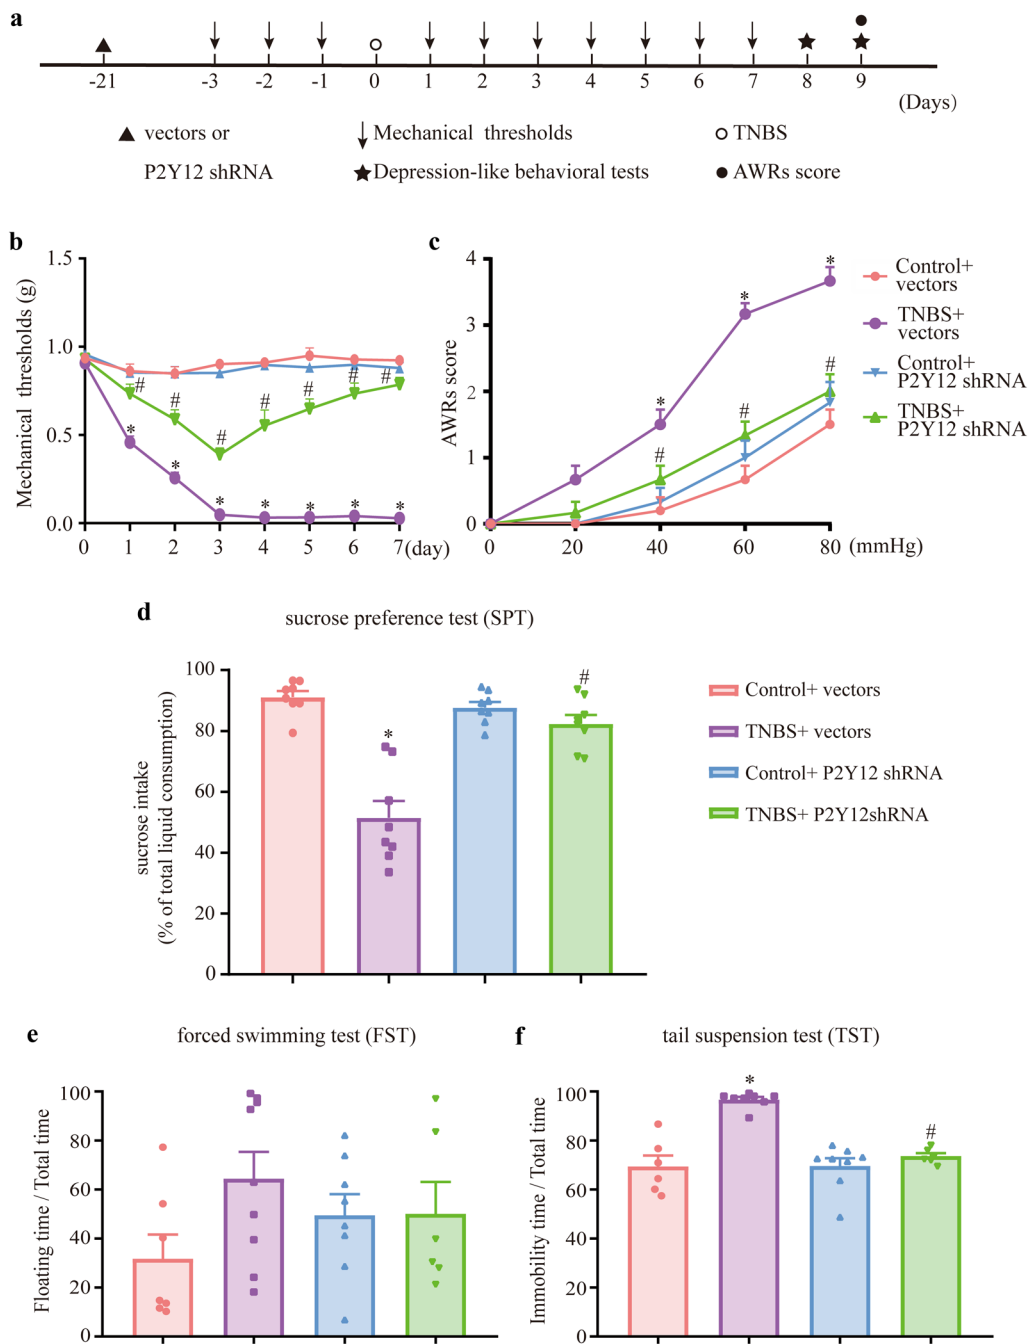 a
-21 -3 -2 -1 0 1 2 3 4 5 6 7 8 9
(Days)
vectors or
P2Y12 shRNA
Mechanical thresholds
Depression-like behavioral tests
TNBS
AWRs score
b
Mechanical thresholds (g)
1.5
1.0
0.5
0.0
# # # # # # #
* * * * * * *
0 1 2 3 4 5 6 7 (day)
c
AWRs score
4
3
2
1
0
* * *
# # #
0 20 40 60 80 (mmHg)
Control+
vectors
TNBS+
vectors
Control+
P2Y12 shRNA
TNBS+
P2Y12 shRNA
d
sucrose preference test (SPT)
sucrose intake
(% of total liquid consumption)
100
80
60
40
20
0
* #
Control+ vectors
TNBS+ vectors
Control+ P2Y12 shRNA
TNBS+ P2Y12shRNA
e
forced swimming test (FST)
Floating time / Total time
100
80
60
40
20
0
f
tail suspension test (TST)
Immobility time / Total time
100
80
60
40
20
0
* #